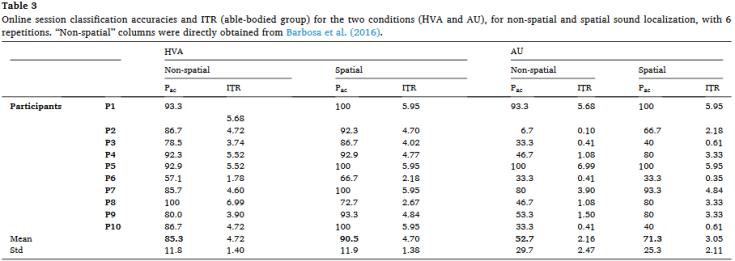 Table 3
Online session classification accuracies and ITR (able-bodied group) for the two conditions (HVA and AU), for non-spatial and spatial sound localization, with 6
repetitions. “Non-spatial” columns were directly obtained from Barbosa et al. (2016).
HVA AU
Non-spatial Spatial Non-spatial Spatial
Pac ITR Pac ITR Pac ITR Pac ITR
Participants P1 93.3 5.68 100 5.95 93.3 5.68 100 5.95
P2 86.7 4.72 92.3 4.70 6.7 0.10 66.7 2.18
P3 78.5 3.74 86.7 4.02 33.3 0.41 40 0.61
P4 92.3 5.52 92.9 4.77 46.7 1.08 80 3.33
P5 92.9 5.52 100 5.95 100 6.99 100 5.95
P6 57.1 1.78 66.7 2.18 33.3 0.41 33.3 0.35
P7 85.7 4.60 100 5.95 80 3.90 93.3 4.84
P8 100 6.99 72.7 2.67 46.7 1.08 80 3.33
P9 80.0 3.90 93.3 4.84 53.3 1.50 80 3.33
P10 86.7 4.72 100 5.95 33.3 0.41 40 0.61
Mean 85.3 4.72 90.5 4.70 52.7 2.16 71.3 3.05
Std 11.8 1.40 11.9 1.38 29.7 2.47 25.3 2.11